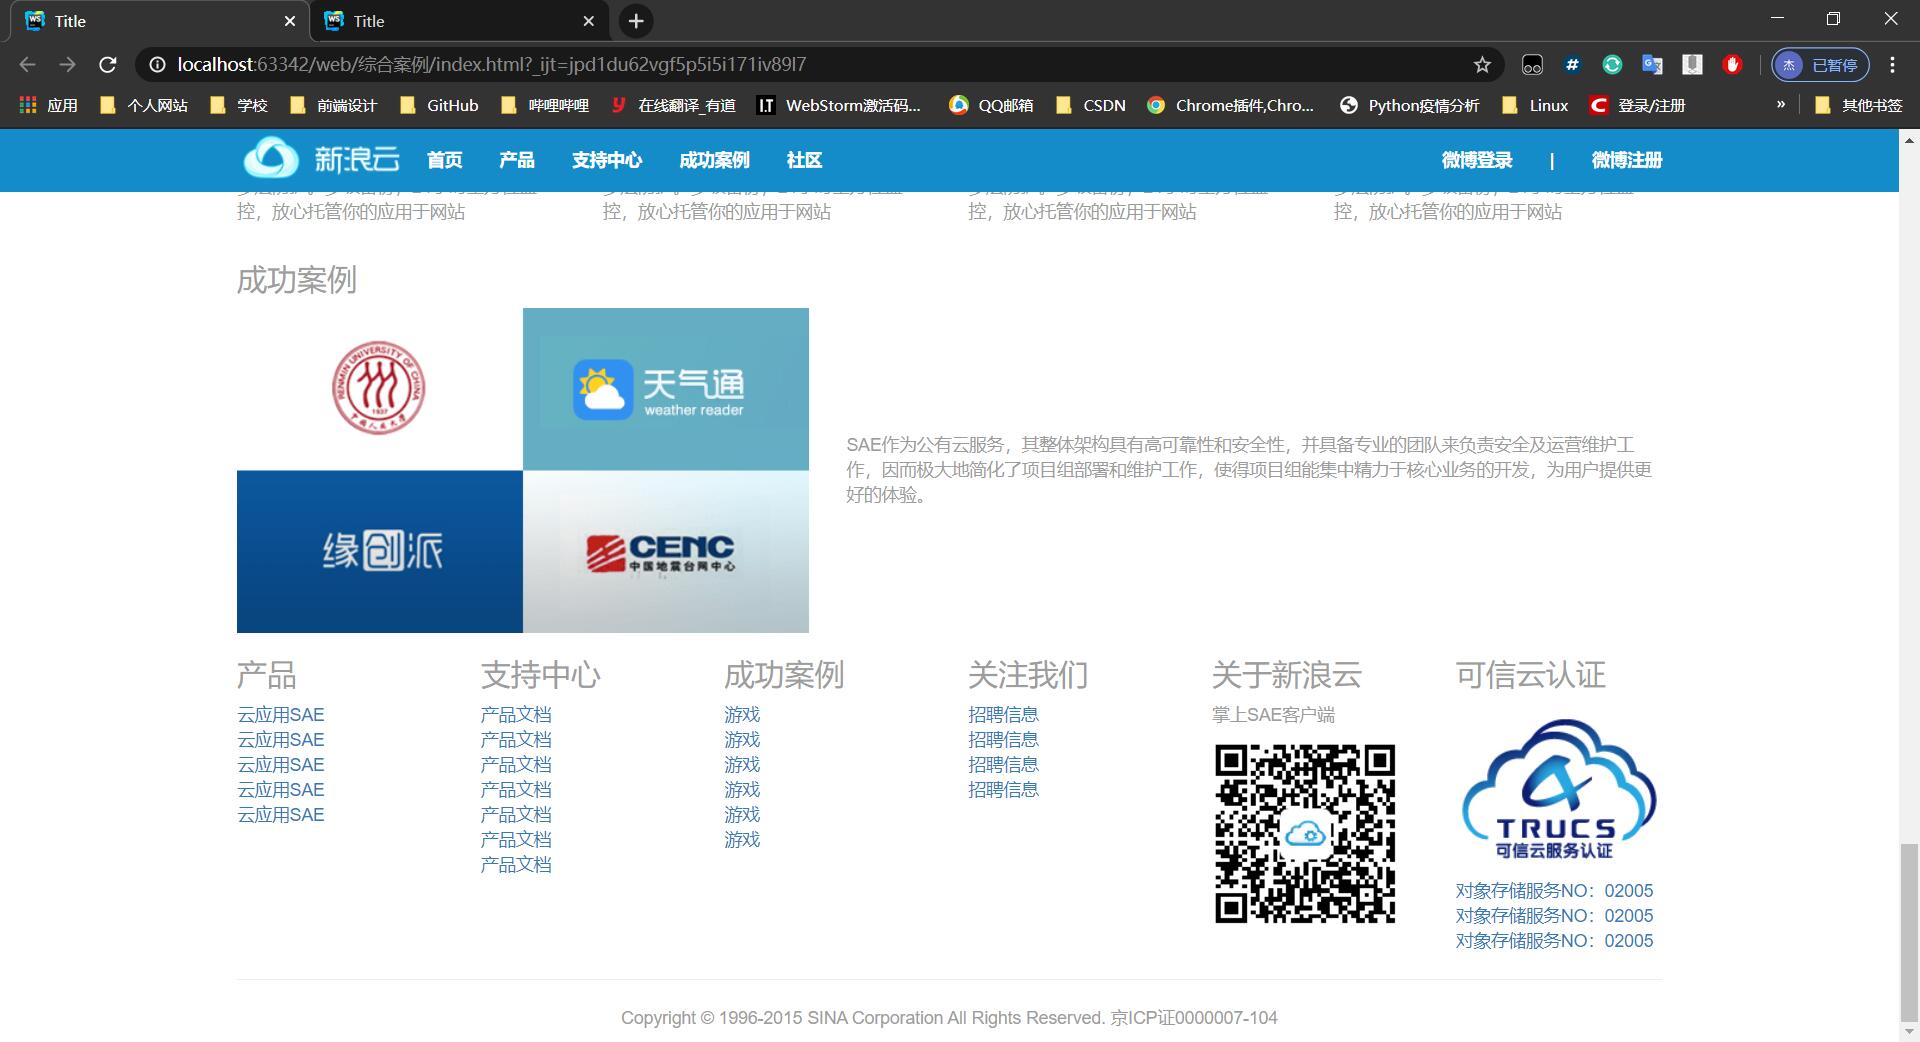 Title
Title
localhost:63342/web/综合案例/index.html?_ijt=jpd1du62vgf5p5i5i171iv89l7
已暂停
杰
应用 个人网站 学校 前端设计 GitHub 哔哩哔哩 在线翻译_有道 WebStorm激活码... QQ邮箱 CSDN Chrome插件,Chro... Python疫情分析 Linux 登录/注册 » 其他书签
新浪云 首页 产品 支持中心 成功案例 社区 微博登录 | 微博注册
控，放心托管你的应用于网站 控，放心托管你的应用于网站 控，放心托管你的应用于网站 控，放心托管你的应用于网站
成功案例
RENMIN UNIVERSITY OF CHINA
1937
中国人民大学
天气通
weather reader
缘创派
CENC
中国地震台网中心
SAE作为公有云服务，其整体架构具有高可靠性和安全性，并具备专业的团队来负责安全及运营维护工
作，因而极大地简化了项目组部署和维护工作，使得项目组能集中精力于核心业务的开发，为用户提供更
好的体验。
产品
云应用SAE
云应用SAE
云应用SAE
云应用SAE
云应用SAE
支持中心
产品文档
产品文档
产品文档
产品文档
产品文档
产品文档
产品文档
成功案例
游戏
游戏
游戏
游戏
游戏
游戏
关注我们
招聘信息
招聘信息
招聘信息
招聘信息
关于新浪云
掌上SAE客户端
可信云认证
TRUCS
可信云服务认证
对象存储服务NO：02005
对象存储服务NO：02005
对象存储服务NO：02005
Copyright © 1996-2015 SINA Corporation All Rights Reserved. 京ICP证0000007-104